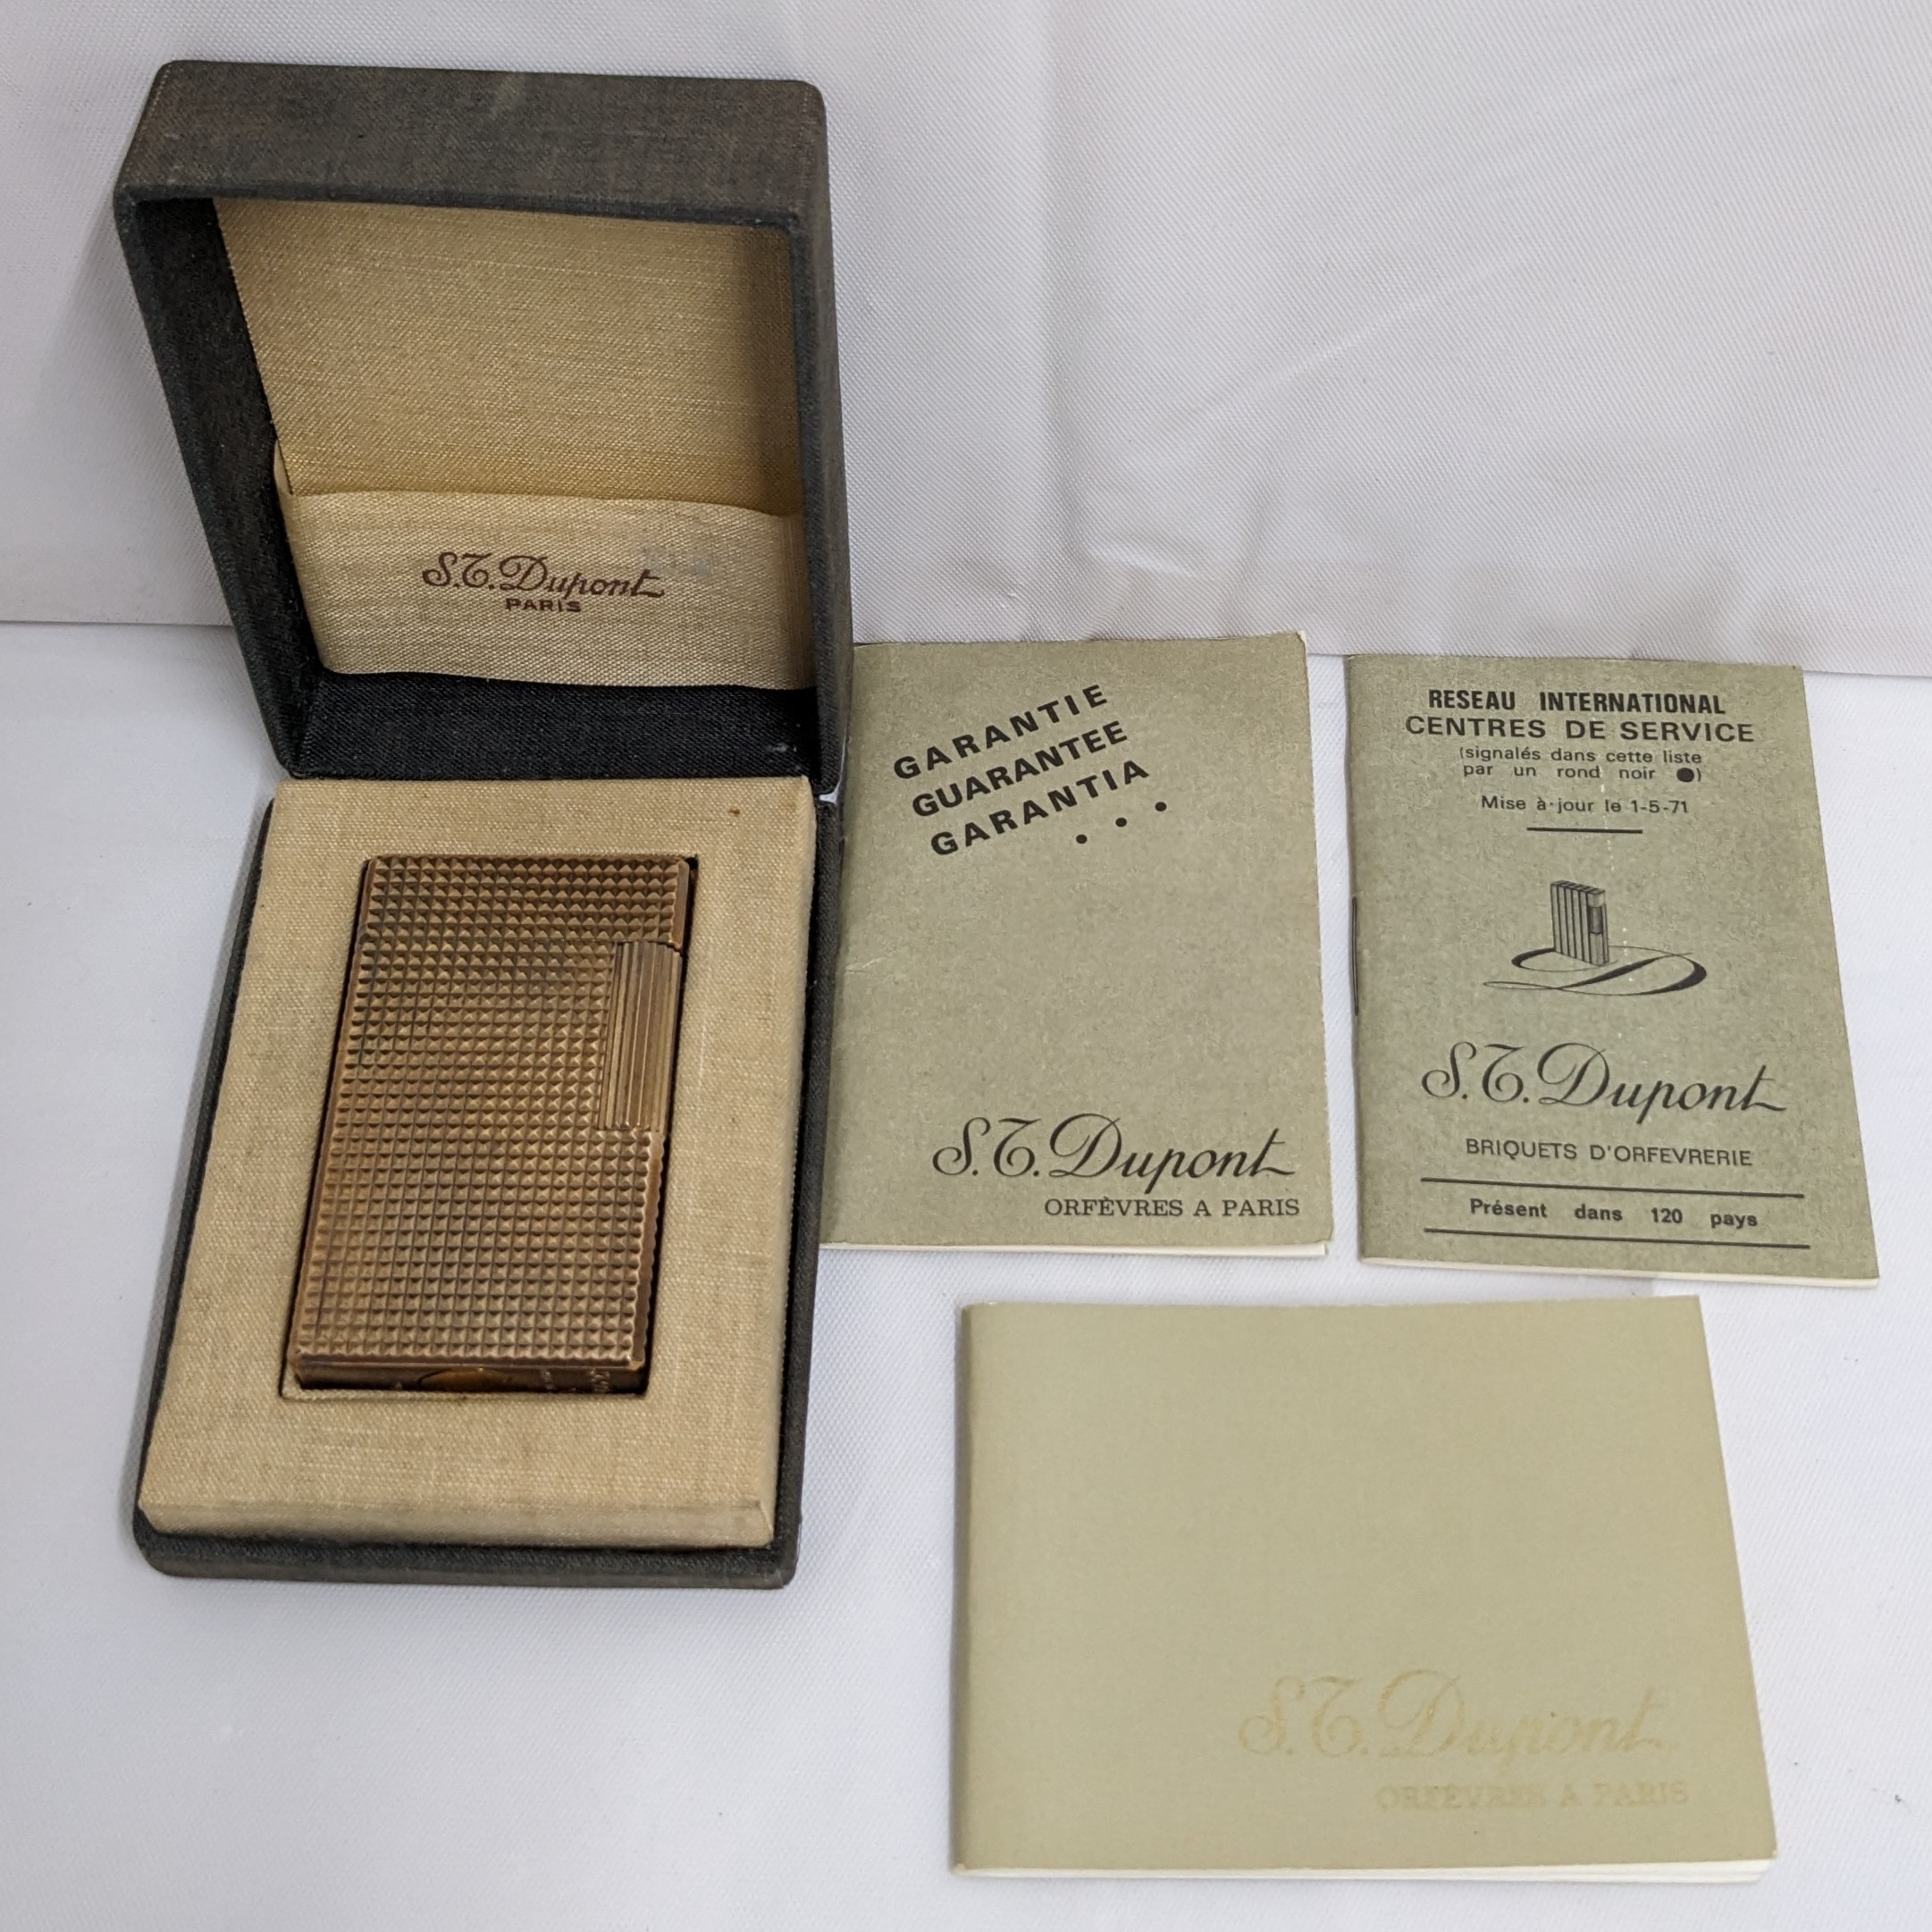 S.T. Dupont
PARIS
GARANTIE
GUARANTEE
GARANTIA
• • •
S.T. Dupont
ORFÈVRES A PARIS
RESEAU INTERNATIONAL
CENTRES DE SERVICE
(signalés dans cette liste
par un rond noir ●)
Mise à jour le 1-5-71
S.T. Dupont
BRIQUETS D'ORFEVRERIE
Présent dans 120 pays
S.T. Dupont
ORFÈVRES A PARIS